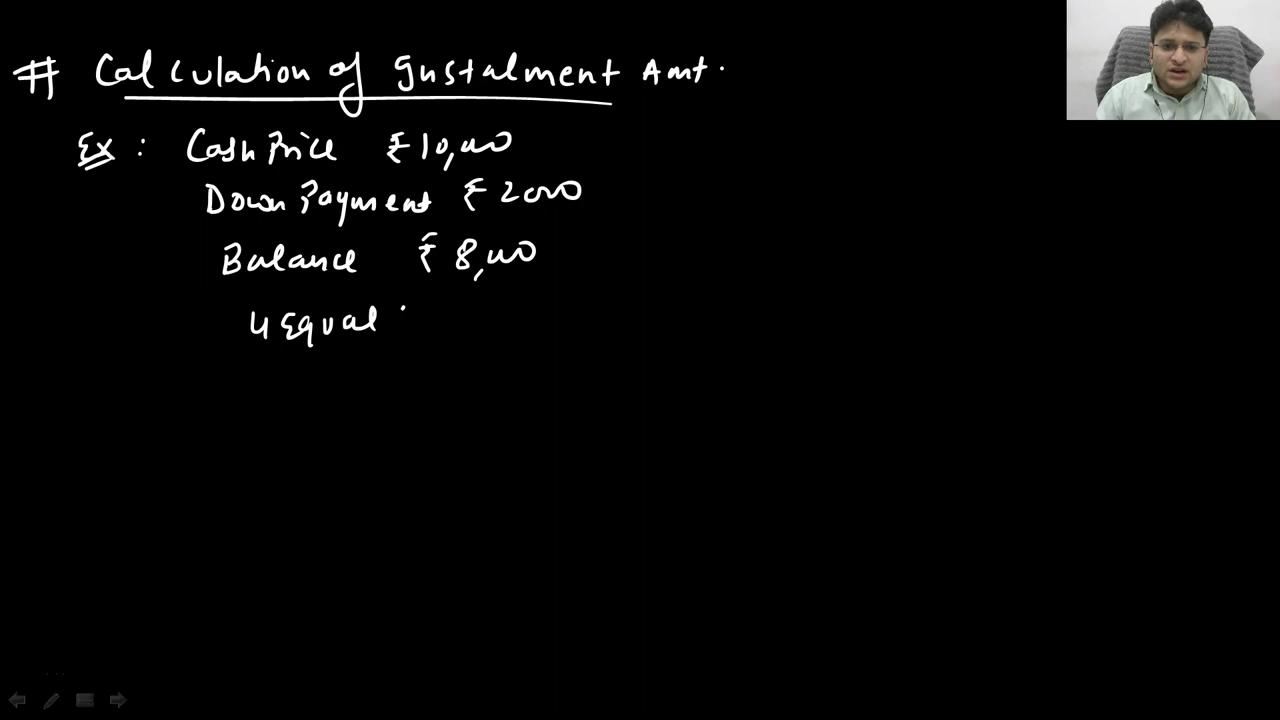 # Calculation of Instalment Amt.
Ex : Cash Price ₹ 10,000
Down Payment ₹ 2000
Balance ₹ 8,000
4 Equal